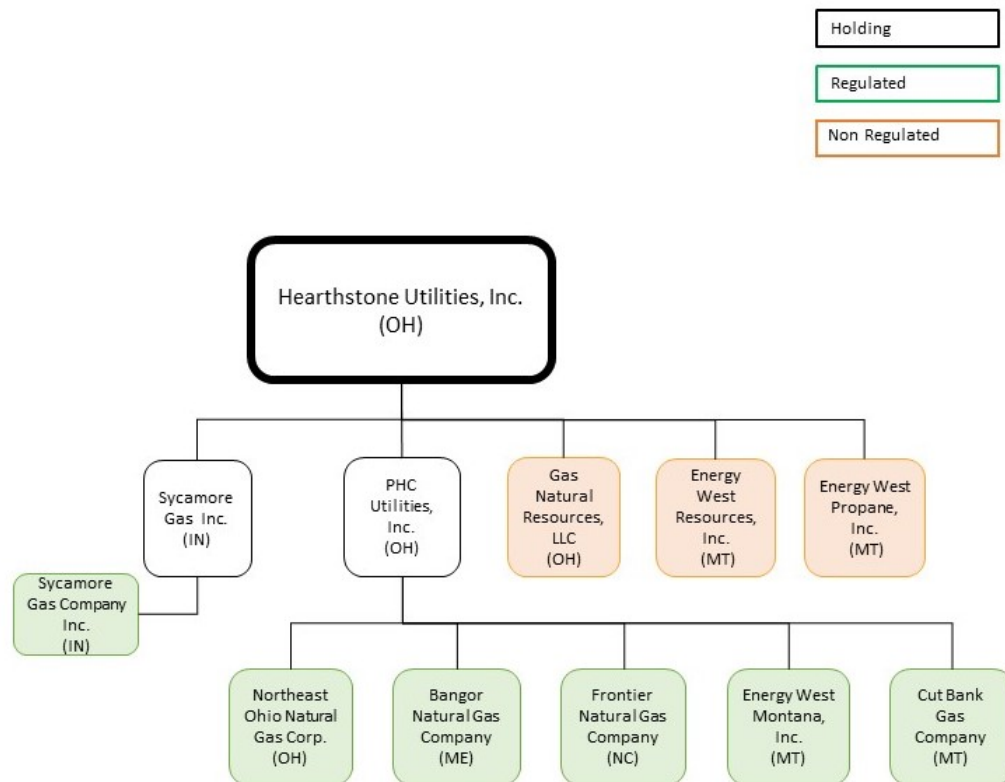 Holding
Regulated
Non Regulated
Hearthstone Utilities, Inc.
(OH)
Sycamore
Gas Inc.
(IN)
PHC
Utilities,
Inc.
(OH)
Gas
Natural
Resources,
LLC
(OH)
Energy
West
Resources,
Inc.
(MT)
Energy West
Propane,
Inc.
(MT)
Sycamore
Gas Company
Inc.
(IN)
Northeast
Ohio Natural
Gas Corp.
(OH)
Bangor
Natural Gas
Company
(ME)
Frontier
Natural Gas
Company
(NC)
Energy West
Montana,
Inc.
(MT)
Cut Bank
Gas
Company
(MT)